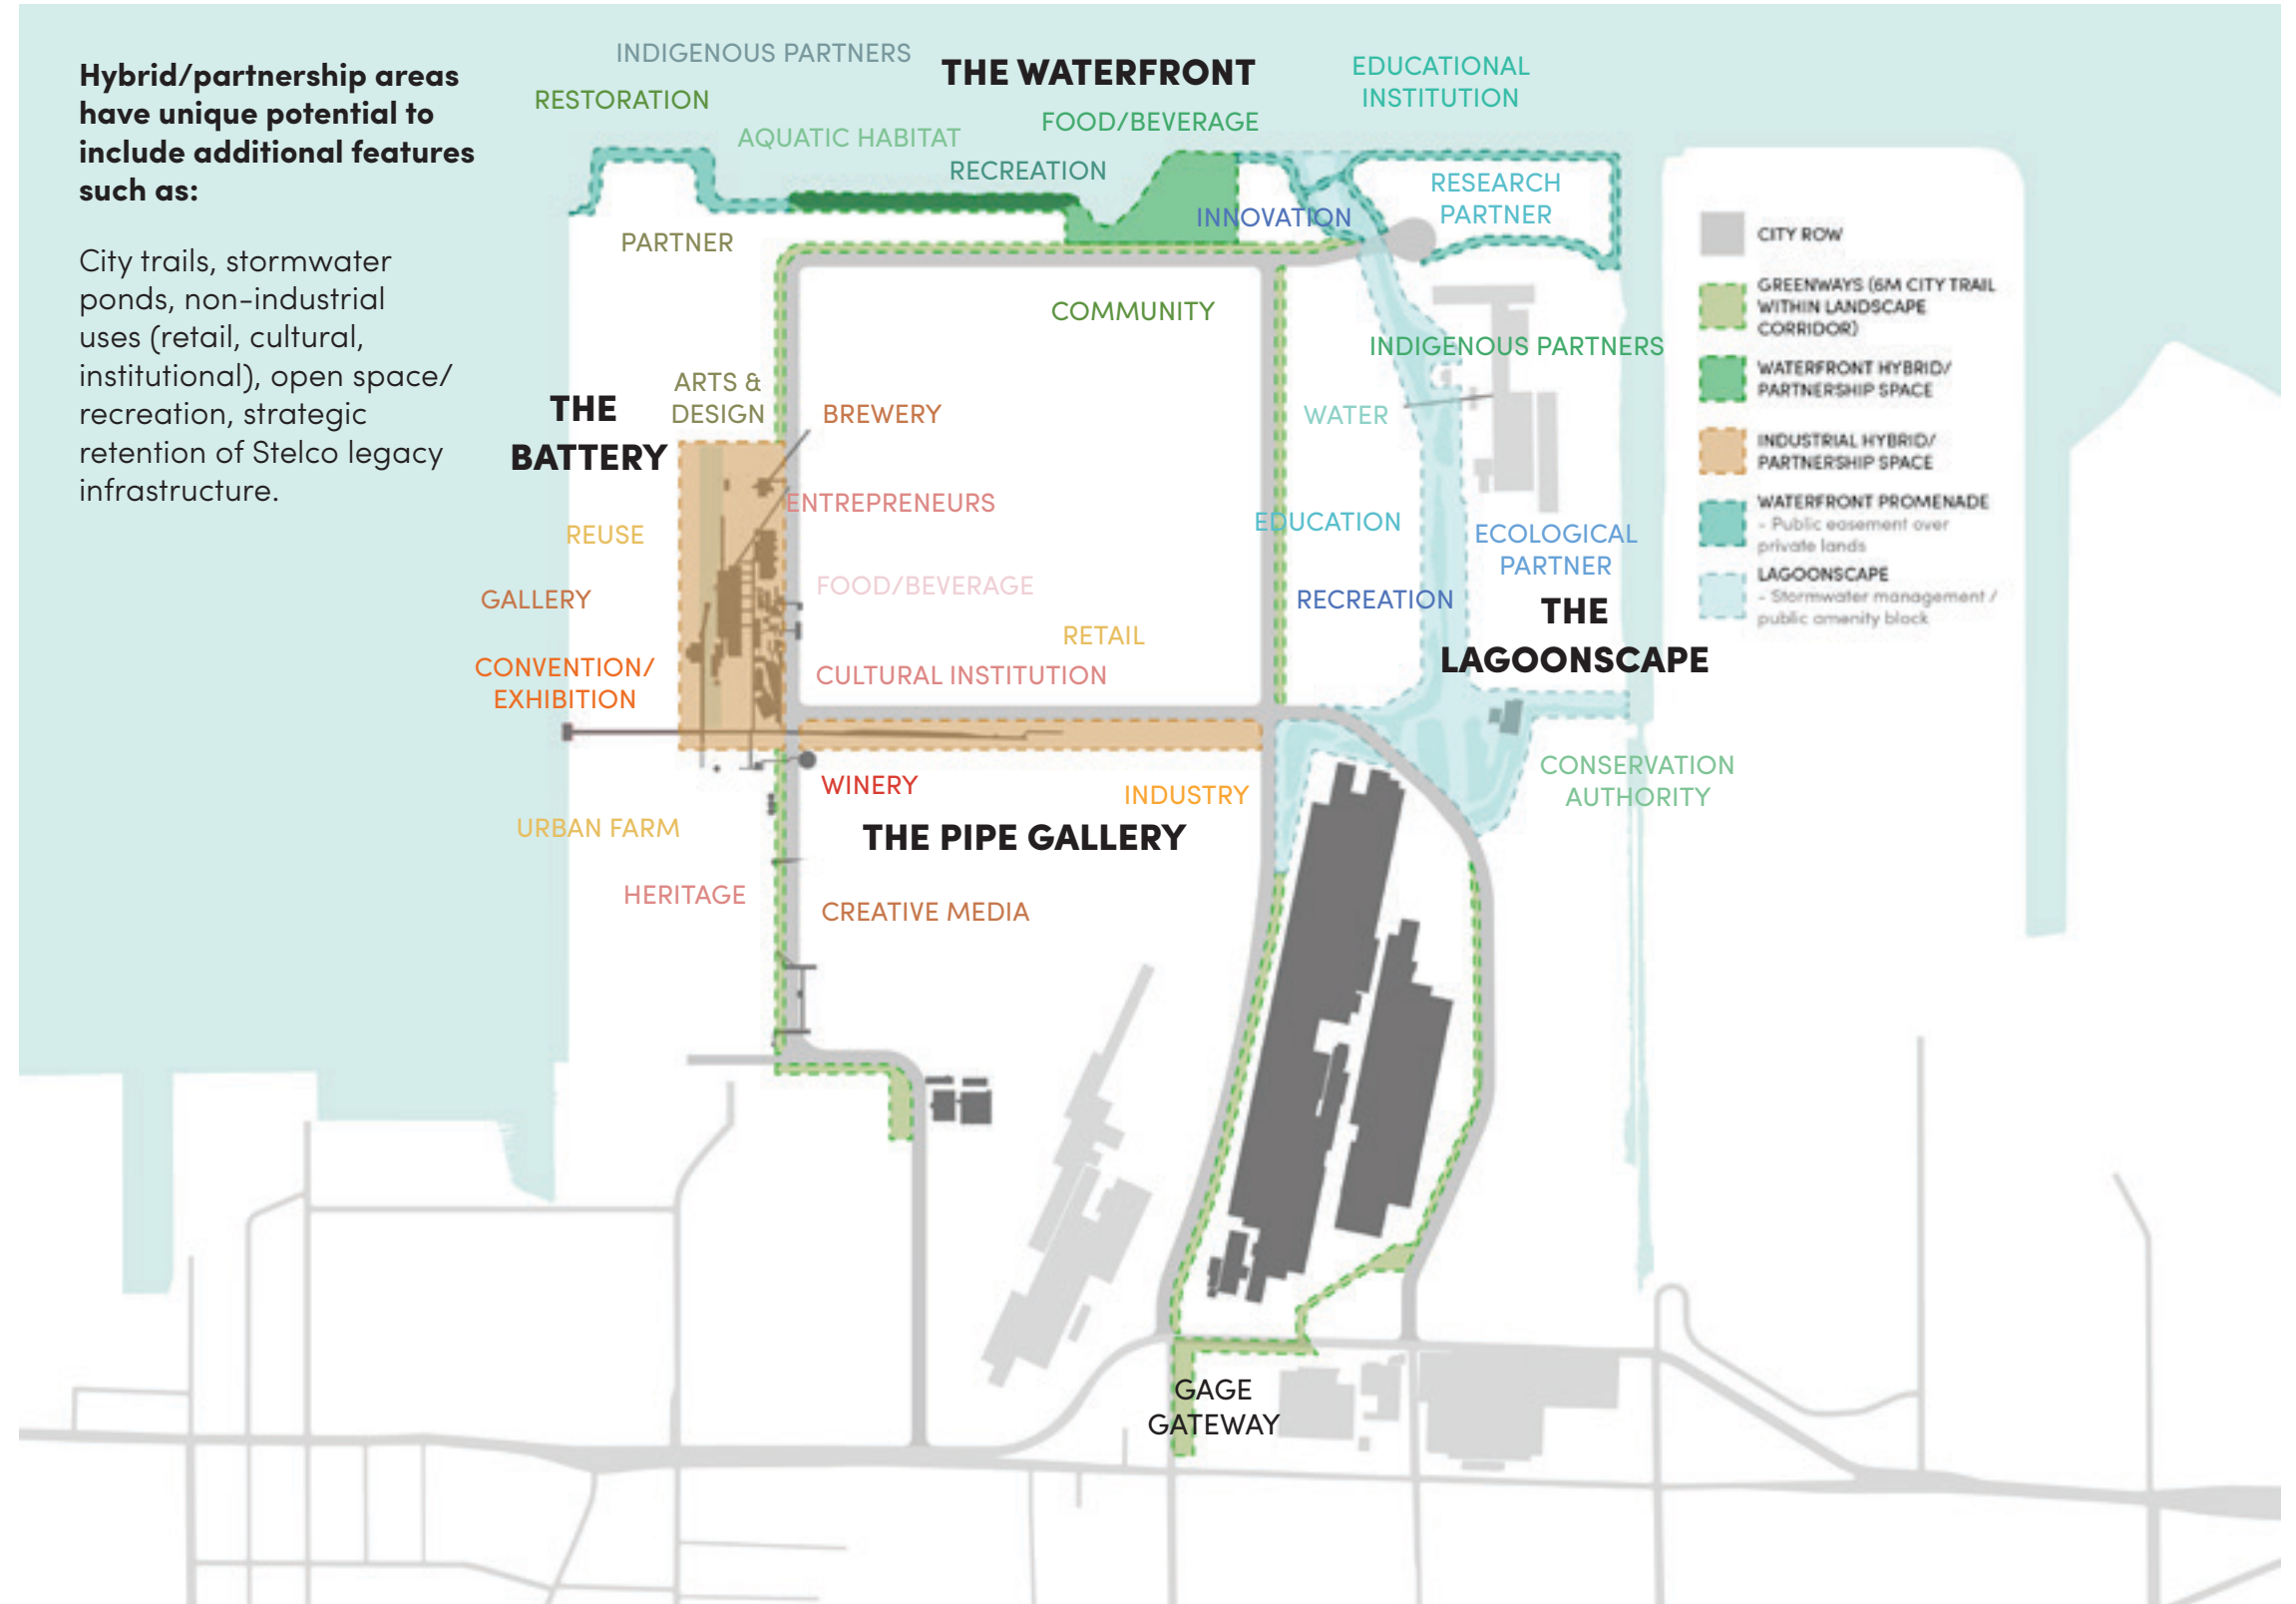 Hybrid/partnership areas
have unique potential to
include additional features
such as:
City trails, stormwater
ponds, non-industrial
uses (retail, cultural,
institutional), open space/
recreation, strategic
retention of Stelco legacy
infrastructure.
INDIGENOUS PARTNERS
THE WATERFRONT
EDUCATIONAL
INSTITUTION
RESTORATION
FOOD/BEVERAGE
AQUATIC HABITAT
RECREATION
RESEARCH
PARTNER
INNOVATION
PARTNER
COMMUNITY
INDIGENOUS PARTNERS
ARTS &
DESIGN
THE
BATTERY
BREWERY
WATER
ENTREPRENEURS
EDUCATION
REUSE
ECOLOGICAL
PARTNER
GALLERY
FOOD/BEVERAGE
RECREATION
THE
LAGOONSCAPE
RETAIL
CONVENTION/
EXHIBITION
CULTURAL INSTITUTION
WINERY
INDUSTRY
CONSERVATION
AUTHORITY
URBAN FARM
THE PIPE GALLERY
HERITAGE
CREATIVE MEDIA
GAGE
GATEWAY
CITY ROW
GREENWAYS (6M CITY TRAIL
WITHIN LANDSCAPE
CORRIDOR)
WATERFRONT HYBRID/
PARTNERSHIP SPACE
INDUSTRIAL HYBRID/
PARTNERSHIP SPACE
WATERFRONT PROMENADE
- Public easement over
private lands
LAGOONSCAPE
- Stormwater management /
public amenity block